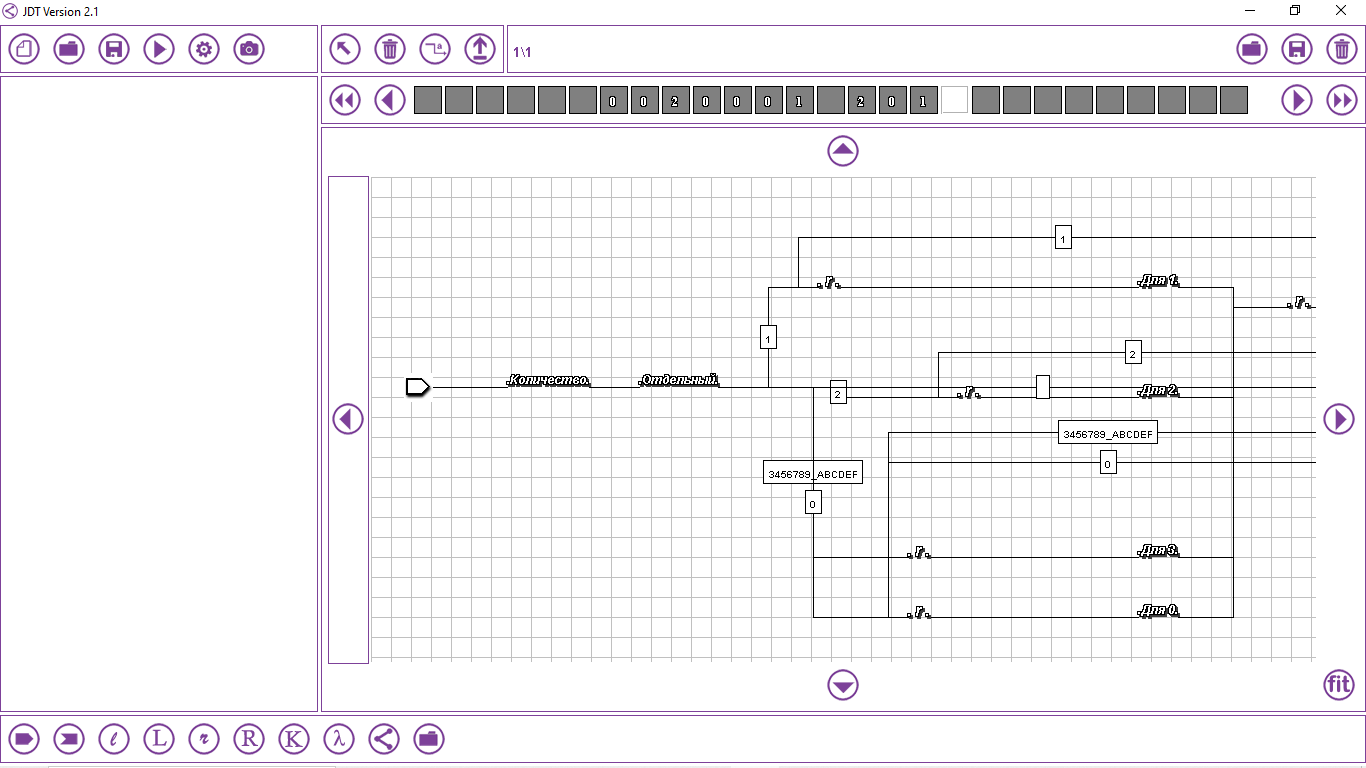 JDT Version 2.1
a
1\1
0 0 2 0 0 0 1 2 0 1
1
.r.
.Для 1.
.r.
1
2
.Количество.
.Отдельный.
2
.r.
.Для 2.
3456789_ABCDEF
0
3456789_ABCDEF
0
.r.
.Для 3.
.r.
.Для 0.
fit
l L r R K λ